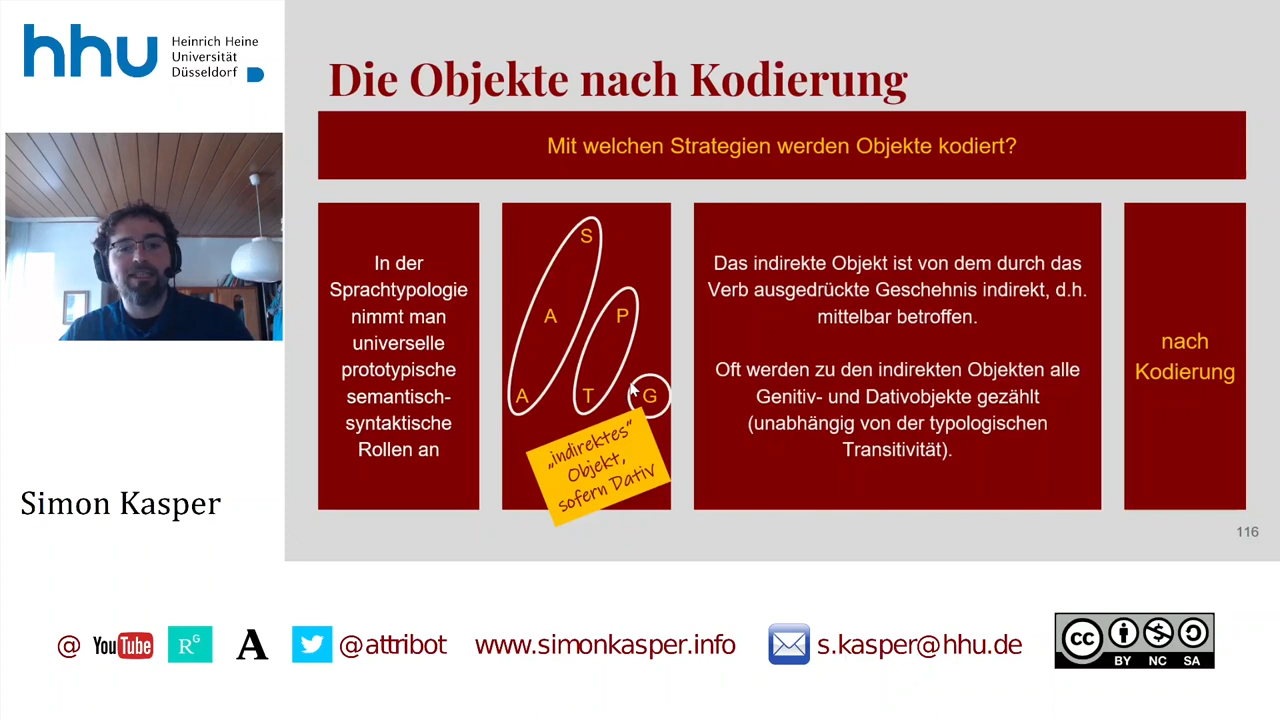 hhu
Heinrich Heine
Universität
Düsseldorf
Die Objekte nach Kodierung
Mit welchen Strategien werden Objekte kodiert?
In der
Sprachtypologie
nimmt man
universelle
prototypische
semantisch-
syntaktische
Rollen an
S
A P
A T G
„indirektes"
Objekt,
sofern Dativ
Das indirekte Objekt ist von dem durch das
Verb ausgedrückte Geschehnis indirekt, d.h.
mittelbar betroffen.
Oft werden zu den indirekten Objekten alle
Genitiv- und Dativobjekte gezählt
(unabhängig von der typologischen
Transitivität).
nach
Kodierung
116
Simon Kasper
@ YouTube RG A @attribot www.simonkasper.info s.kasper@hhu.de
cc
BY NC SA